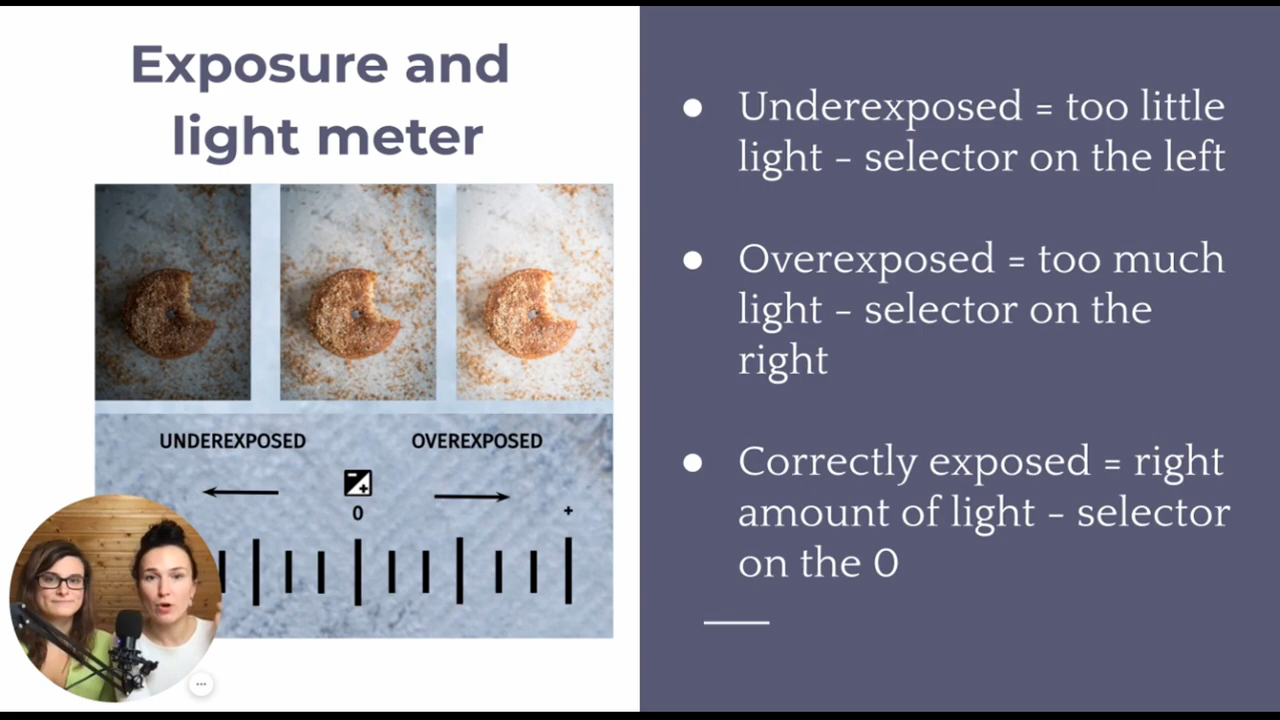 Exposure and
light meter
UNDEREXPOSED
OVEREXPOSED
0
+
● Underexposed = too little
light - selector on the left
● Overexposed = too much
light - selector on the
right
● Correctly exposed = right
amount of light - selector
on the 0